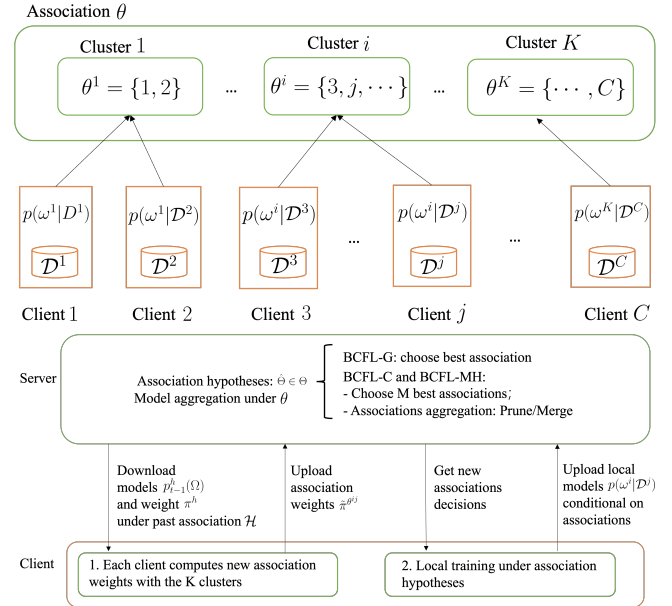 Association θ
Cluster 1
Cluster i
Cluster K
θ¹ = {1, 2}
...
θⁱ = {3, j, ···}
...
θᴷ = {··· , C}
p(ω¹|D¹)
p(ω¹|𝒟²)
p(ωⁱ|𝒟³)
p(ωⁱ|𝒟ʲ)
p(ωᴷ|𝒟ᶜ)
...
...
𝒟¹
𝒟²
𝒟³
𝒟ʲ
𝒟ᶜ
Client 1
Client 2
Client 3
Client j
Client C
Server
Association hypotheses: Θ̂ ∈ Θ
Model aggregation under θ
BCFL-G: choose best association
BCFL-C and BCFL-MH:
- Choose M best associations;
- Associations aggregation: Prune/Merge
Download
models pʰₜ₋₁(Ω)
and weight πʰ
under past association ℋ
Upload
association
weights π̃^θ^ij
Get new
associations
decisions
Upload local
models p(ωⁱ|𝒟ʲ)
conditional on
associations
Client
1. Each client computes new association
weights with the K clusters
2. Local training under association
hypotheses